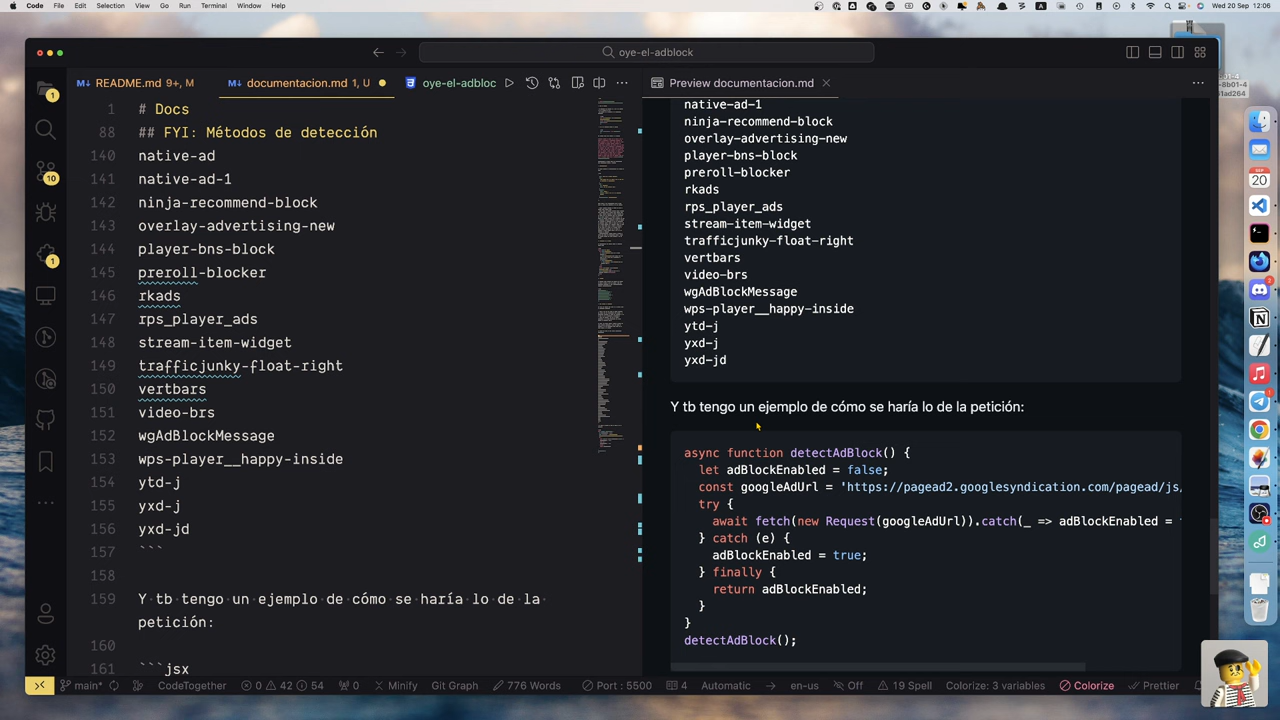 Code File Edit Selection View Go Run Terminal Window Help
Wed 20 Sep 12:06
oye-el-adblock
README.md 9+, M
documentacion.md 1, U
oye-el-adbloc
Preview documentacion.md
1 # Docs
88 ## FYI: Métodos de detección
140 native-ad
141 native-ad-1
142 ninja-recommend-block
143 overlay-advertising-new
144 player-bns-block
145 preroll-blocker
146 rkads
147 rps_player_ads
148 stream-item-widget
149 trafficjunky-float-right
150 vertbars
151 video-brs
152 wgAdBlockMessage
153 wps-player__happy-inside
154 ytd-j
155 yxd-j
156 yxd-jd
157 ```
158
159 Y·tb·tengo·un·ejemplo·de·cómo·se·haría·lo·de·la·
petición:
160
161 ```jsx
native-ad-1
ninja-recommend-block
overlay-advertising-new
player-bns-block
preroll-blocker
rkads
rps_player_ads
stream-item-widget
trafficjunky-float-right
vertbars
video-brs
wgAdBlockMessage
wps-player__happy-inside
ytd-j
yxd-j
yxd-jd
Y tb tengo un ejemplo de cómo se haría lo de la petición:
async function detectAdBlock() {
let adBlockEnabled = false;
const googleAdUrl = 'https://pagead2.googlesyndication.com/pagead/js/
try {
await fetch(new Request(googleAdUrl)).catch(_ => adBlockEnabled =
} catch (e) {
adBlockEnabled = true;
} finally {
return adBlockEnabled;
}
}
detectAdBlock();
1
10
1
SEP
20
main* CodeTogether 0 42 54 0 Minify Git Graph 776 Words Port : 5500 4 Automatic en-us Off 19 Spell Colorize: 3 variables Colorize Prettier